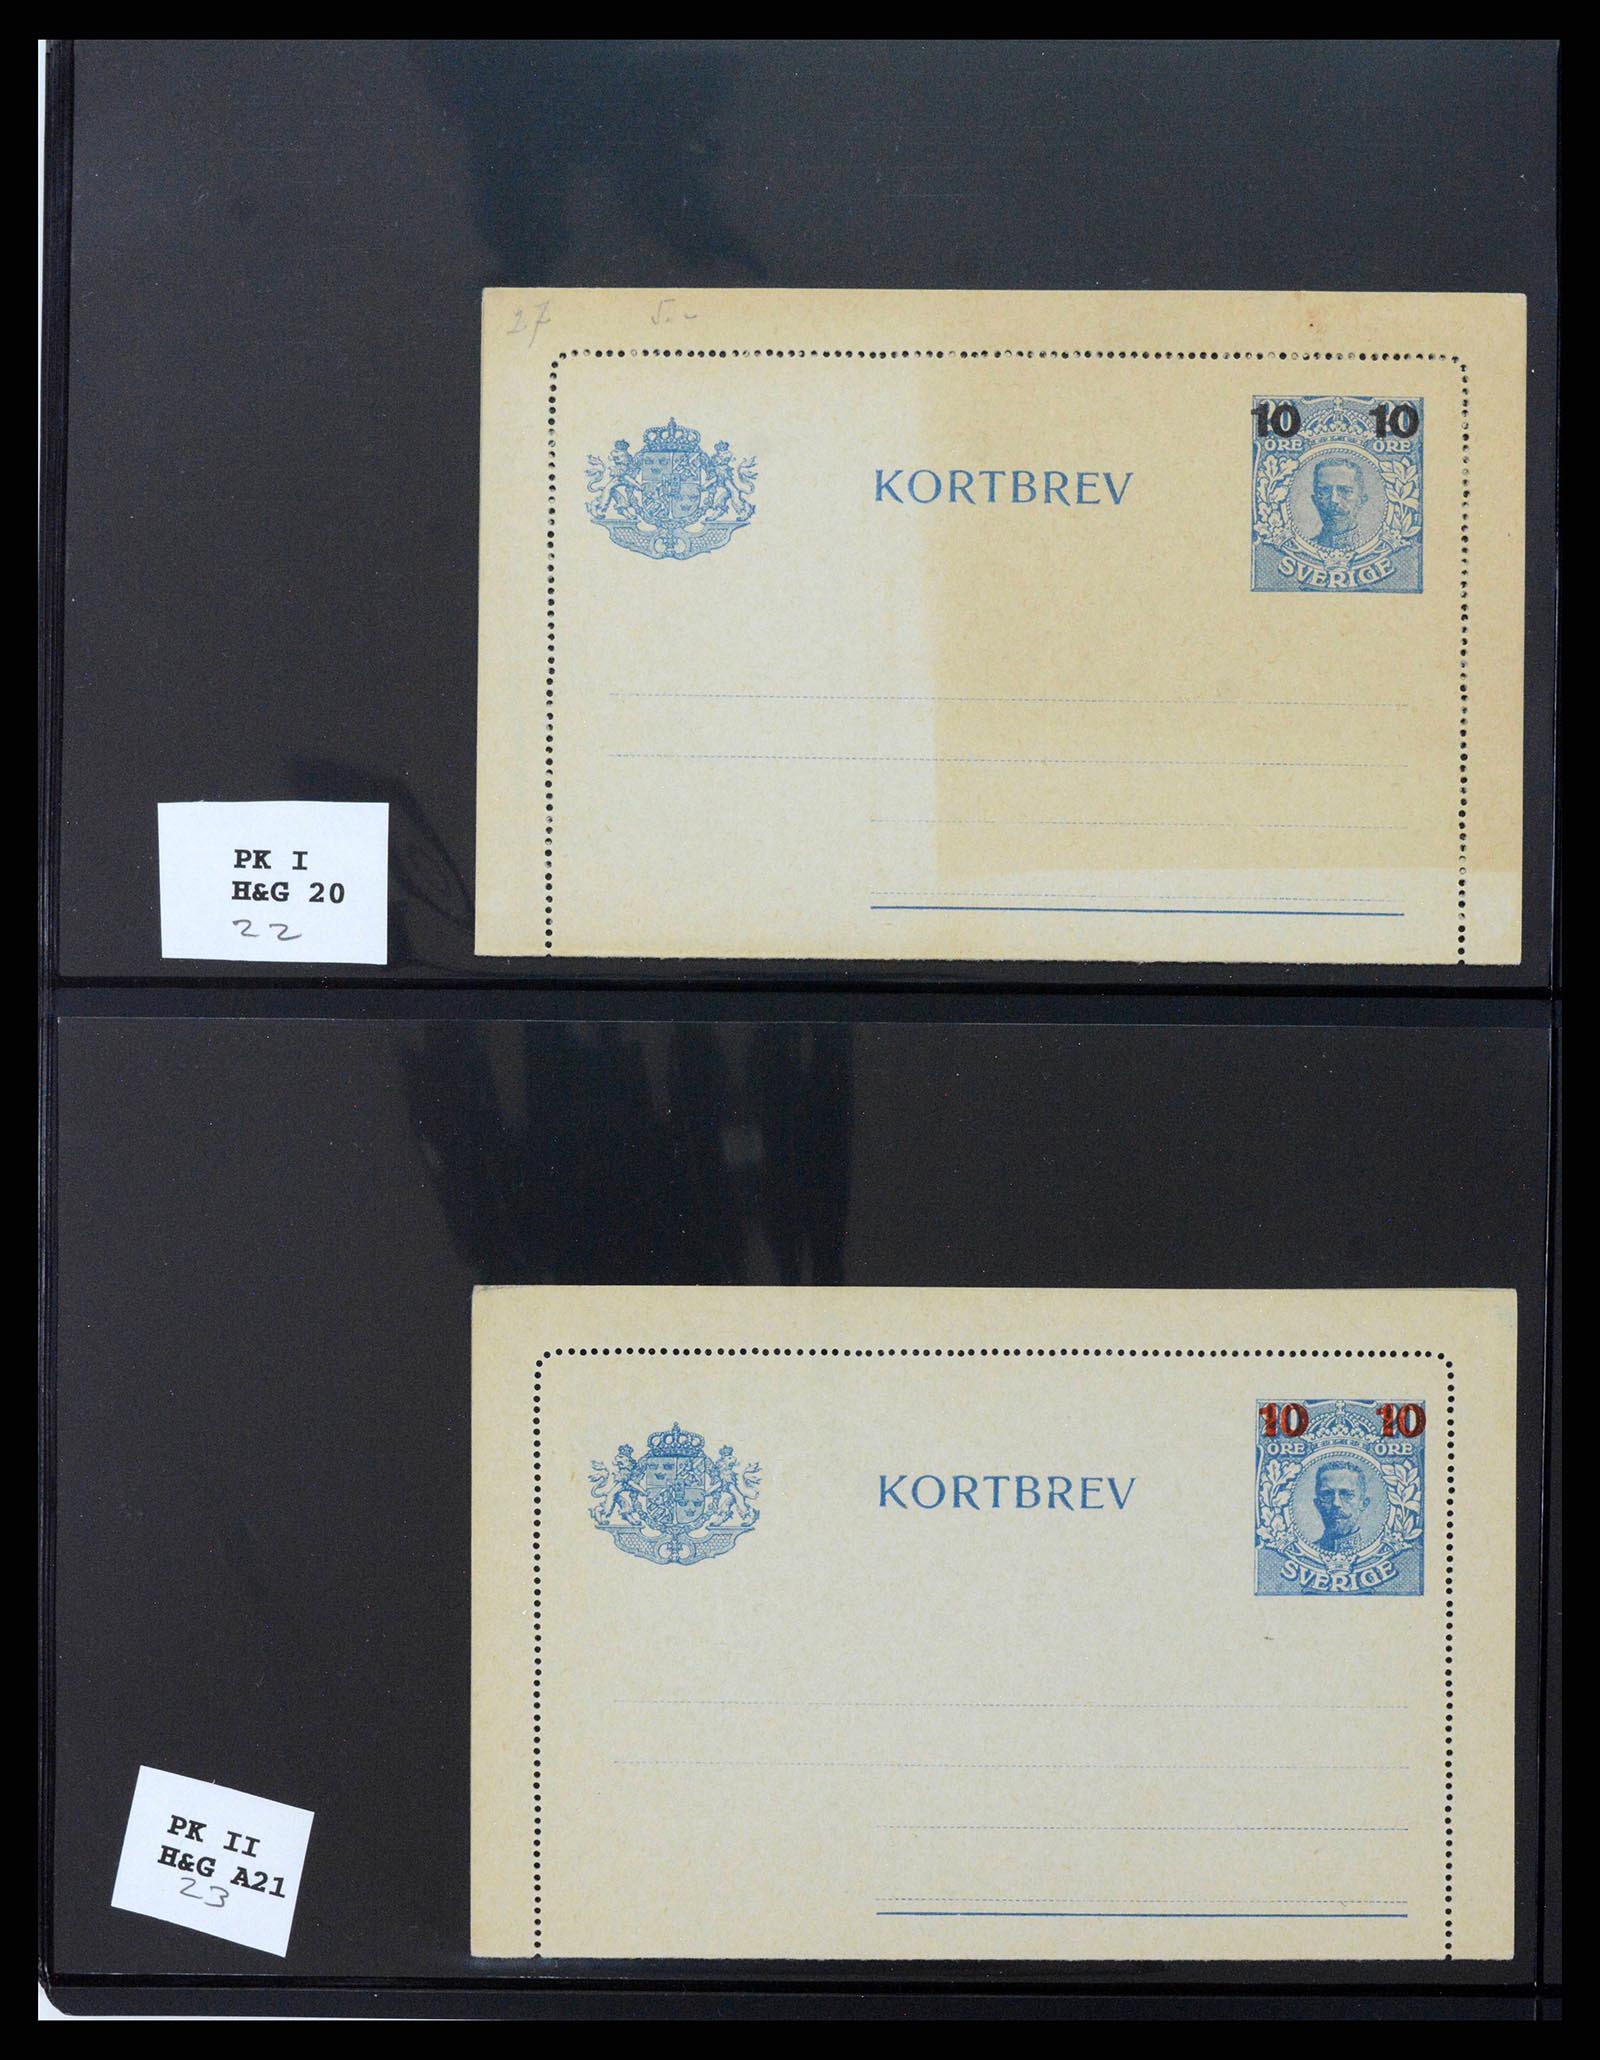 27 5.-
10 10
ÖRE ÖRE
KORTBREV
SVERIGE
PK I
H&G 20
22
10 10
ÖRE ÖRE
KORTBREV
SVERIGE
PK II
H&G A21
23